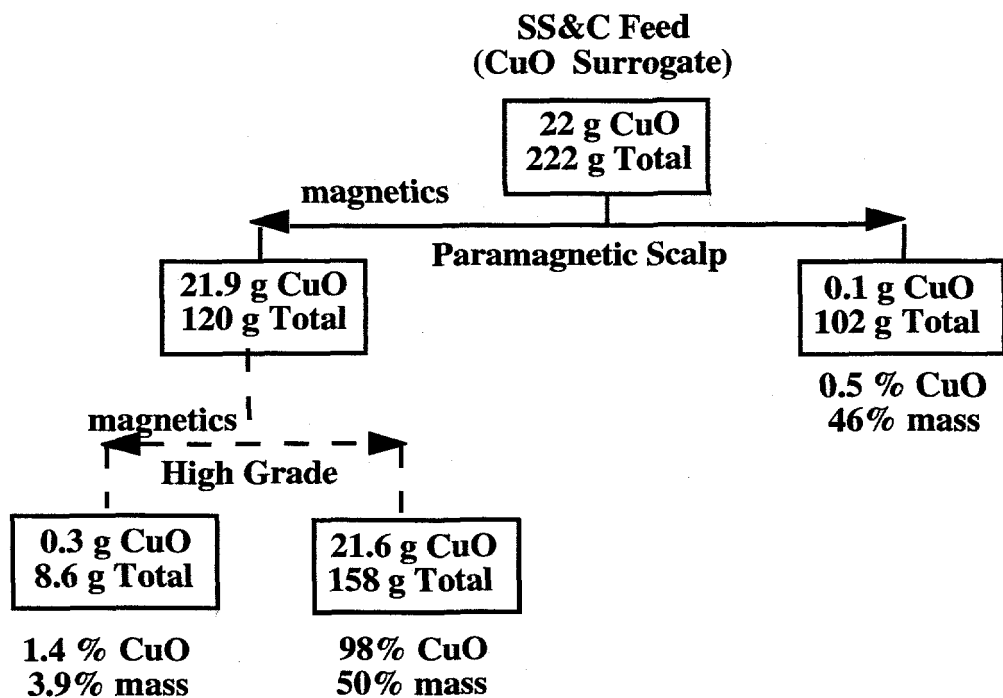 SS&C Feed
(CuO Surrogate)
22 g CuO
222 g Total
magnetics
Paramagnetic Scalp
21.9 g CuO
120 g Total
0.1 g CuO
102 g Total
0.5 % CuO
46% mass
magnetics
High Grade
0.3 g CuO
8.6 g Total
21.6 g CuO
158 g Total
1.4 % CuO
3.9% mass
98% CuO
50% mass